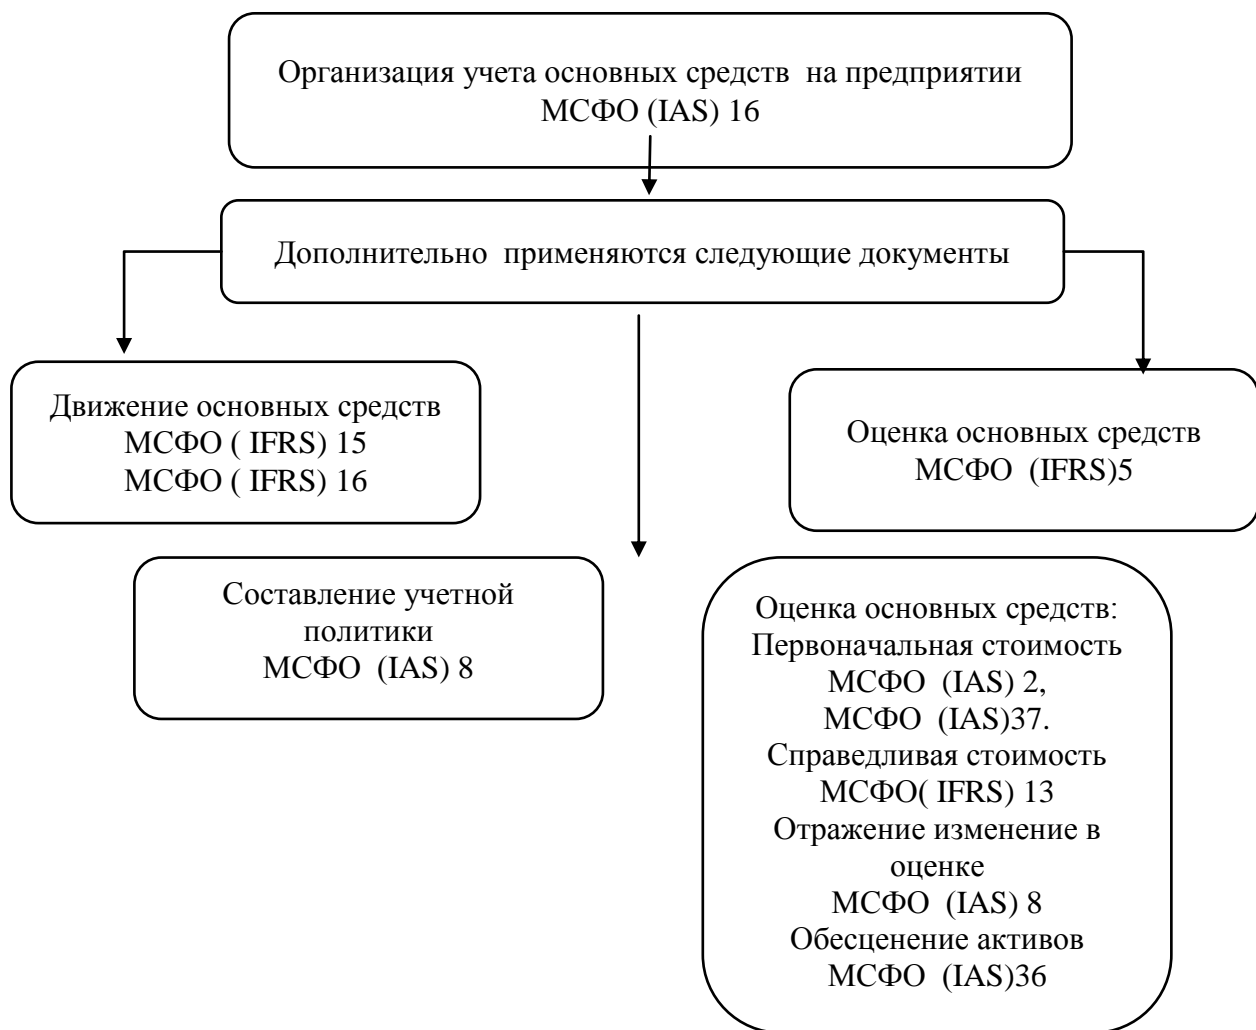 Организация учета основных средств на предприятии
МСФО (IAS) 16
Дополнительно применяются следующие документы
Движение основных средств
МСФО ( IFRS) 15
МСФО ( IFRS) 16
Оценка основных средств
МСФО (IFRS)5
Составление учетной
политики
МСФО (IAS) 8
Оценка основных средств:
Первоначальная стоимость
МСФО (IAS) 2,
МСФО (IAS)37.
Справедливая стоимость
МСФО( IFRS) 13
Отражение изменение в
оценке
МСФО (IAS) 8
Обесценение активов
МСФО (IAS)36